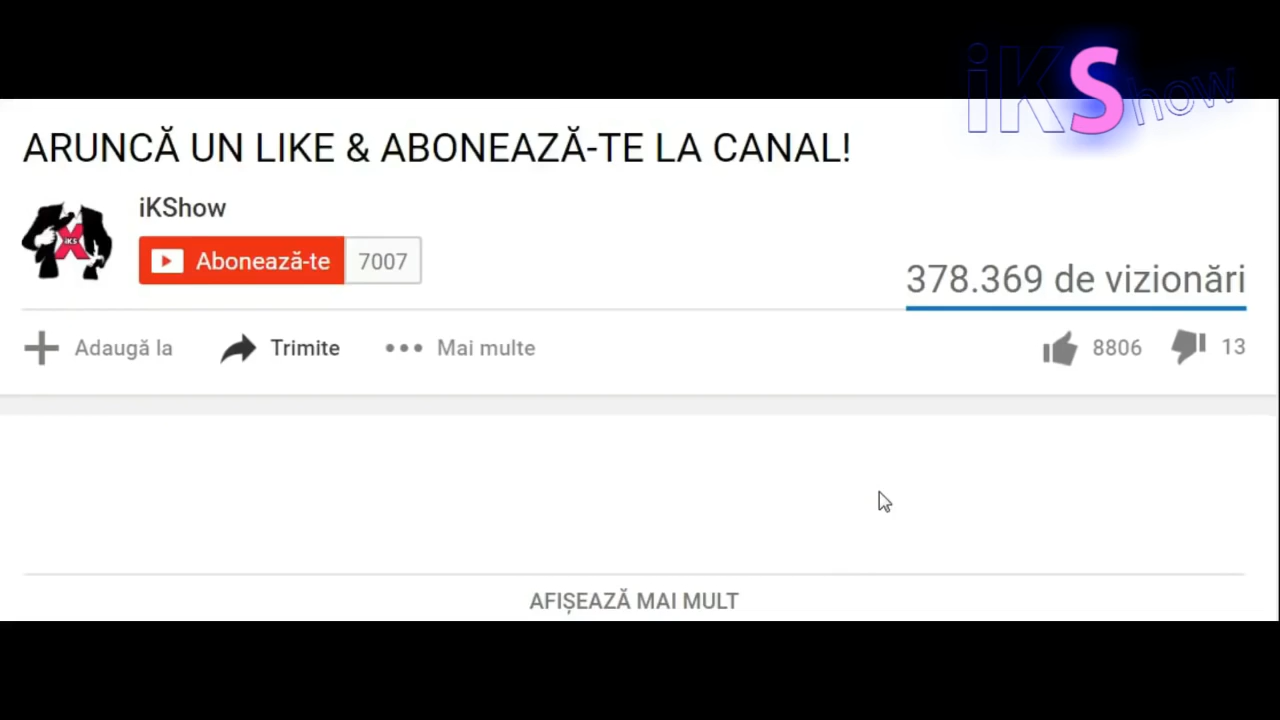 iKShow
ARUNCĂ UN LIKE & ABONEAZĂ-TE LA CANAL!
iKShow
iKS
Abonează-te 7007
378.369 de vizionări
Adaugă la Trimite Mai multe 8806 13
AFIȘEAZĂ MAI MULT